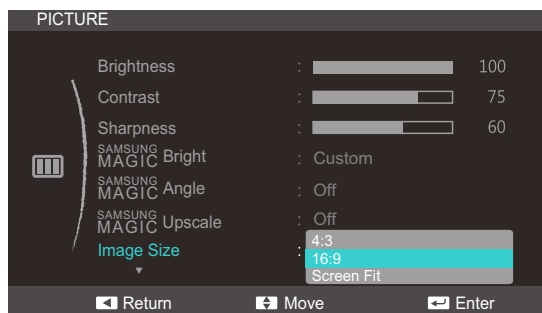 PICTURE
Brightness : 100
Contrast : 75
Sharpness : 60
SAMSUNG MAGIC Bright : Custom
SAMSUNG MAGIC Angle : Off
SAMSUNG MAGIC Upscale : Off
Image Size :
4:3
16:9
Screen Fit
Return Move Enter